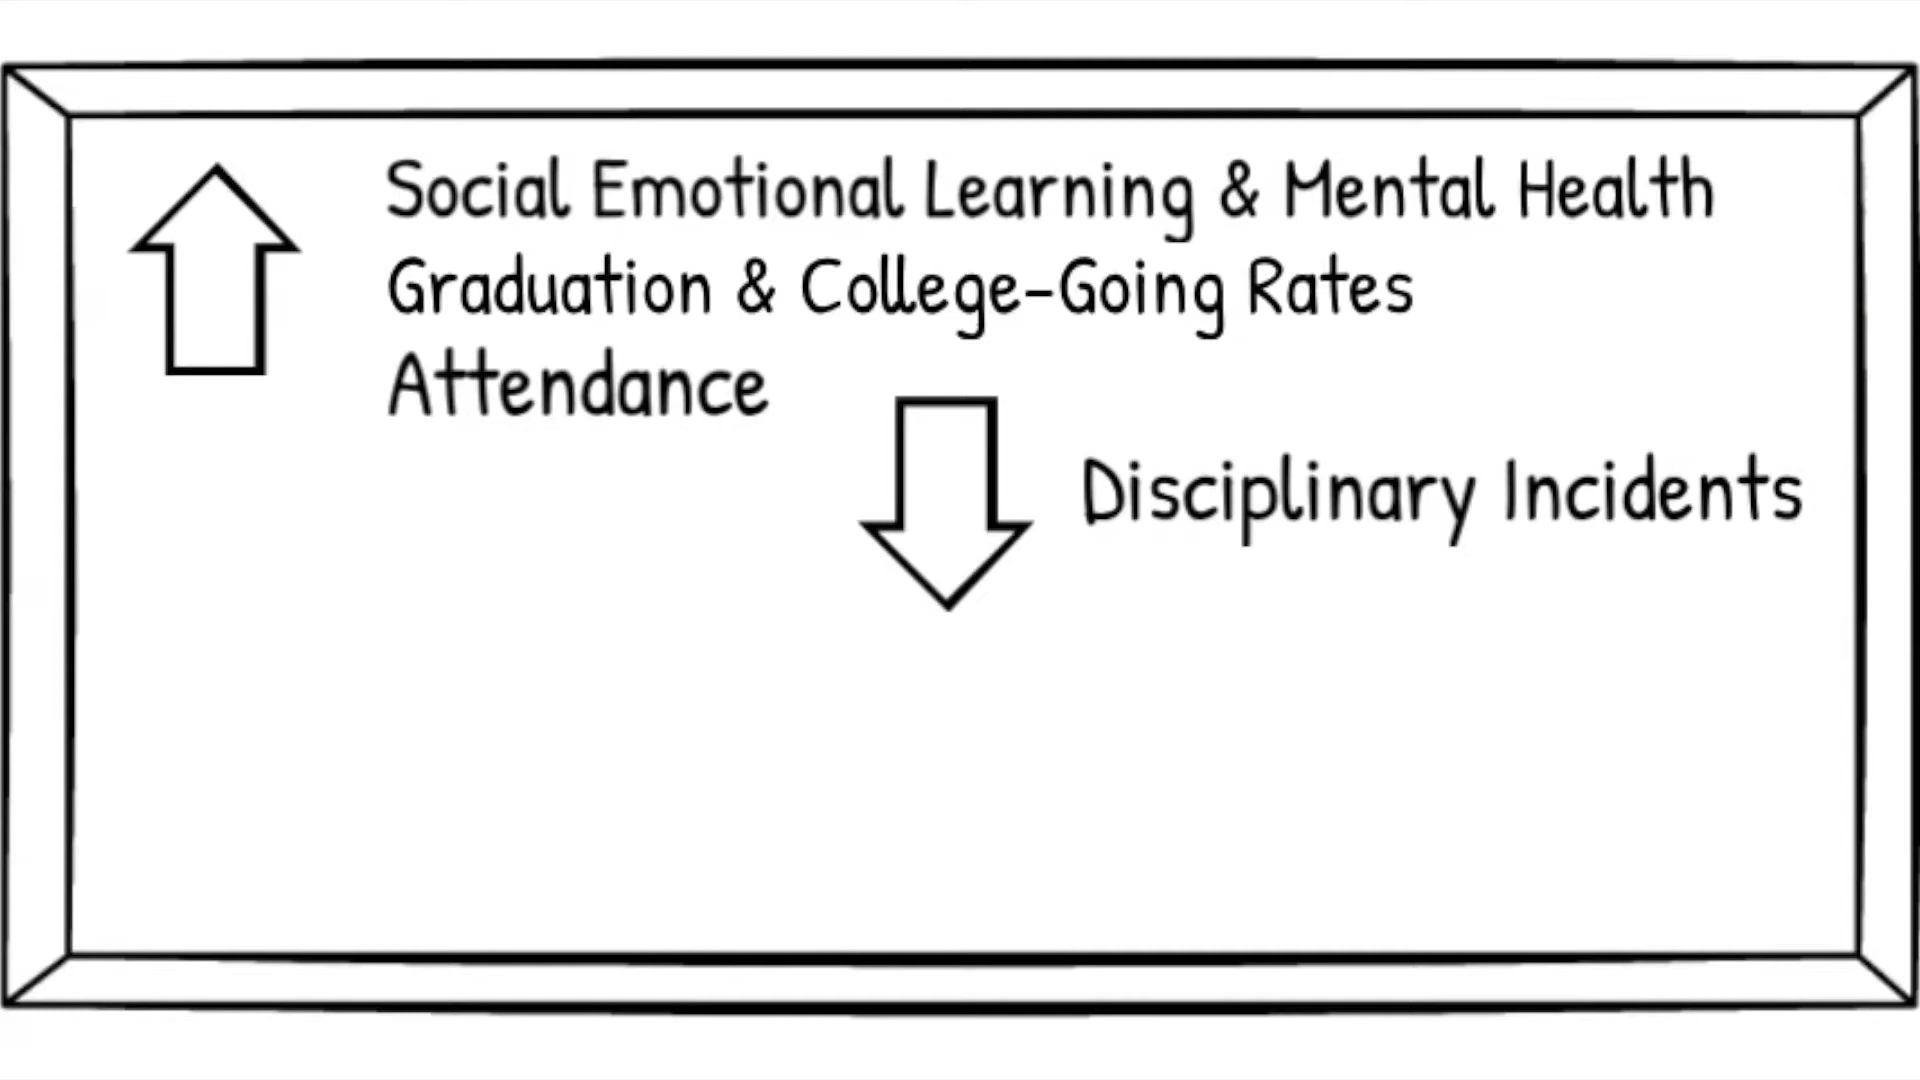 Social Emotional Learning & Mental Health
Graduation & College-Going Rates
Attendance
Disciplinary Incidents